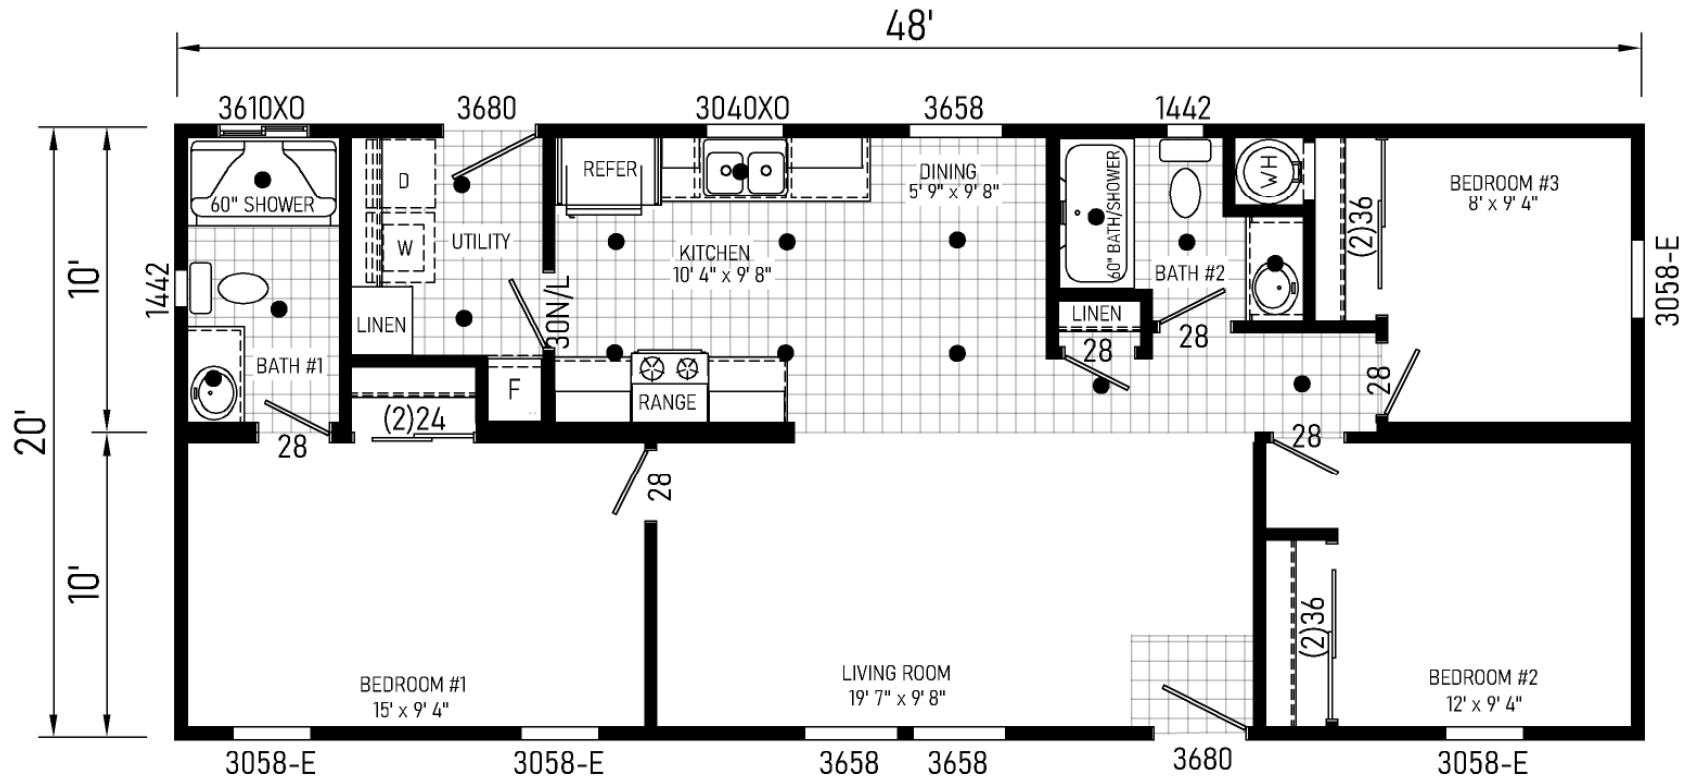 48'
3610XO
3680
3040XO
3658
1442
REFER
DINING
5' 9" x 9' 8"
60" BATH/SHOWER
WH
BEDROOM #3
8' x 9' 4"
D
60" SHOWER
(2)36
W
UTILITY
KITCHEN
10' 4" x 9' 8"
BATH #2
3058-E
10'
1442
30N/L
LINEN
LINEN
28
28
BATH #1
28
F
RANGE
(2)24
20'
28
28
28
10'
(2)36
BEDROOM #1
15' x 9' 4"
LIVING ROOM
19' 7" x 9' 8"
BEDROOM #2
12' x 9' 4"
3058-E
3058-E
3658
3658
3680
3058-E